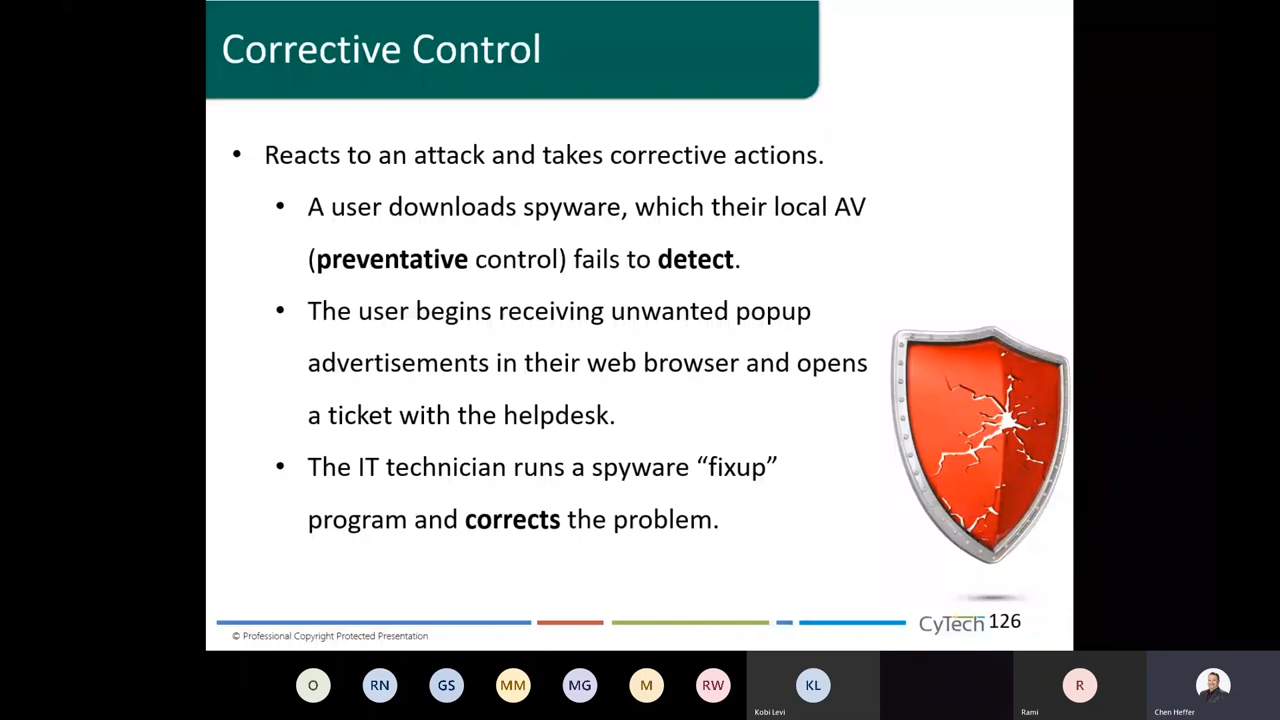 Corrective Control
• Reacts to an attack and takes corrective actions.
• A user downloads spyware, which their local AV
(preventative control) fails to detect.
• The user begins receiving unwanted popup
advertisements in their web browser and opens
a ticket with the helpdesk.
• The IT technician runs a spyware “fixup”
program and corrects the problem.
CyTech 126
© Professional Copyright Protected Presentation
O RN GS MM MG M RW KL R
Kobi Levi Rami Chen Heffer